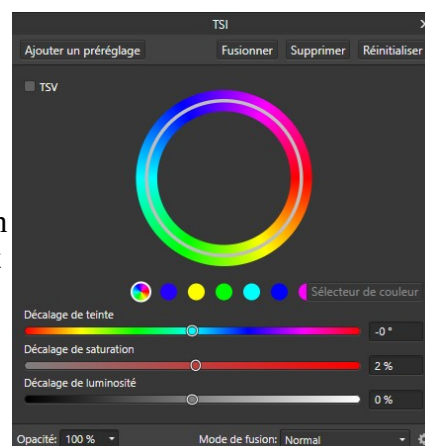 TSI
Ajouter un préréglage Fusionner Supprimer Réinitialiser
TSV
Sélecteur de couleur
Décalage de teinte
-0 °
Décalage de saturation
2 %
Décalage de luminosité
0 %
Opacité: 100 % Mode de fusion: Normal